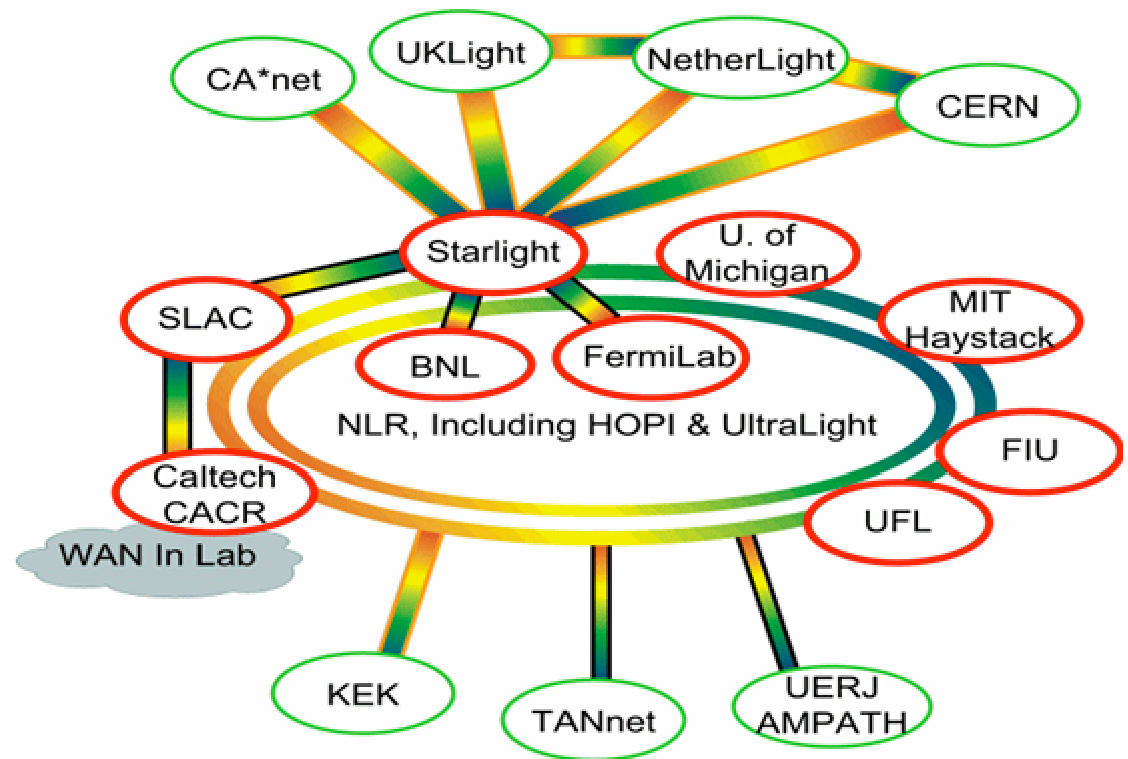 CA*net
UKLight
NetherLight
CERN
Starlight
U. of
Michigan
SLAC
MIT
Haystack
BNL
FermiLab
NLR, Including HOPI & UltraLight
FIU
Caltech
CACR
UFL
WAN In Lab
KEK
TANnet
UERJ
AMPATH